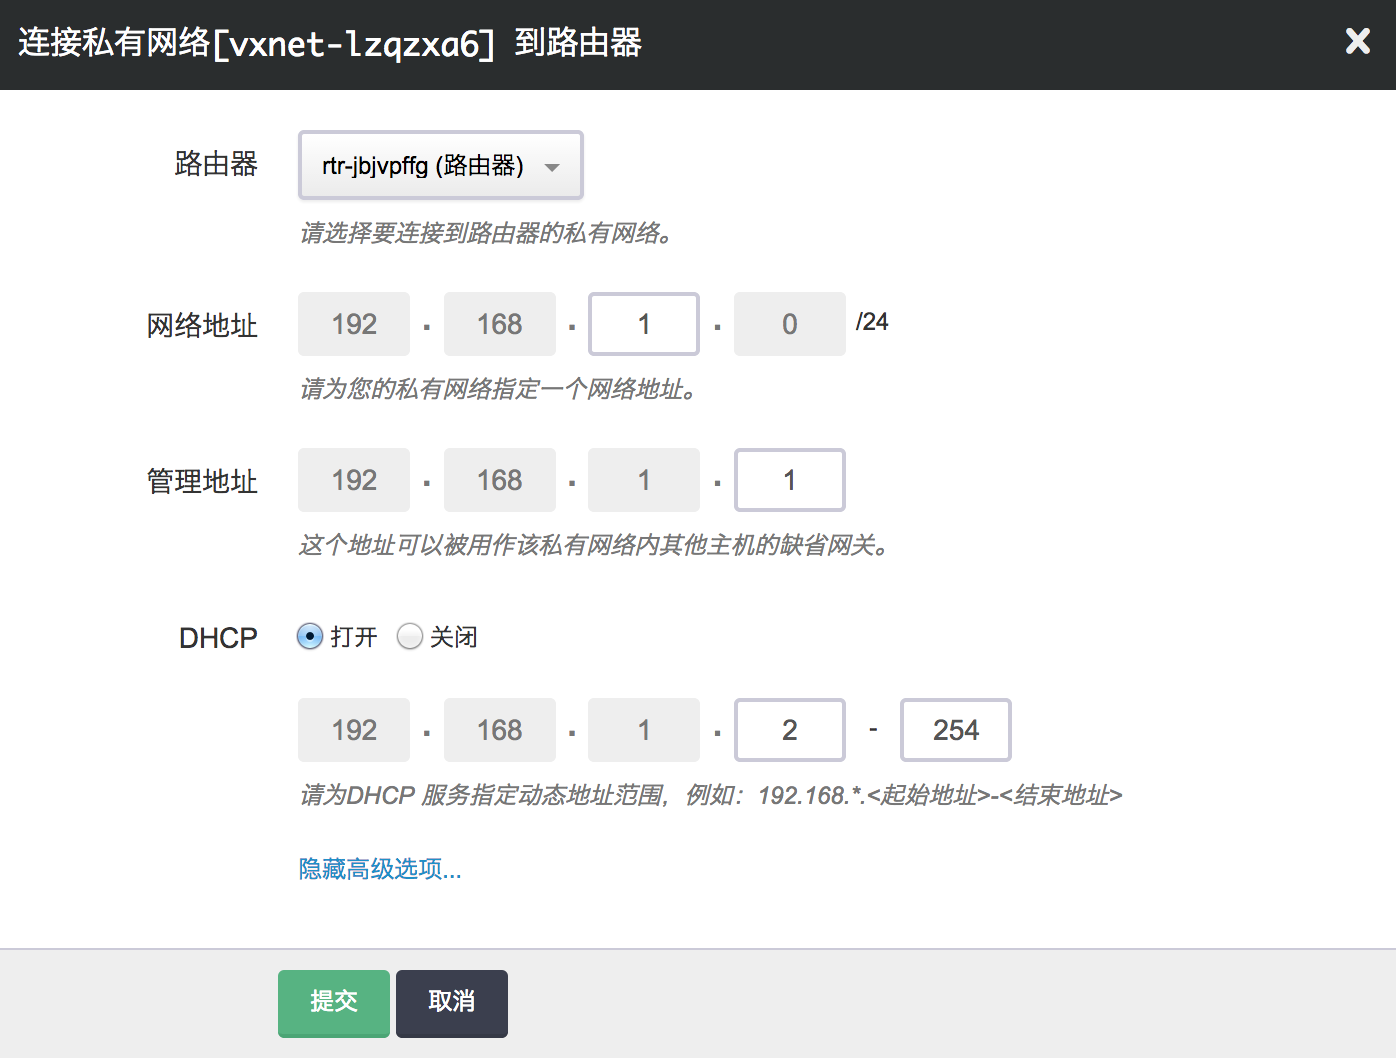 连接私有网络[vxnet-lzqzxa6] 到路由器
路由器 rtr-jbjvpffg (路由器)
请选择要连接到路由器的私有网络。
网络地址 192 . 168 . 1 . 0 /24
请为您的私有网络指定一个网络地址。
管理地址 192 . 168 . 1 . 1
这个地址可以被用作该私有网络内其他主机的缺省网关。
DHCP 打开 关闭
192 . 168 . 1 . 2 - 254
请为DHCP 服务指定动态地址范围，例如：192.168.*.<起始地址>-<结束地址>
隐藏高级选项...
提交 取消